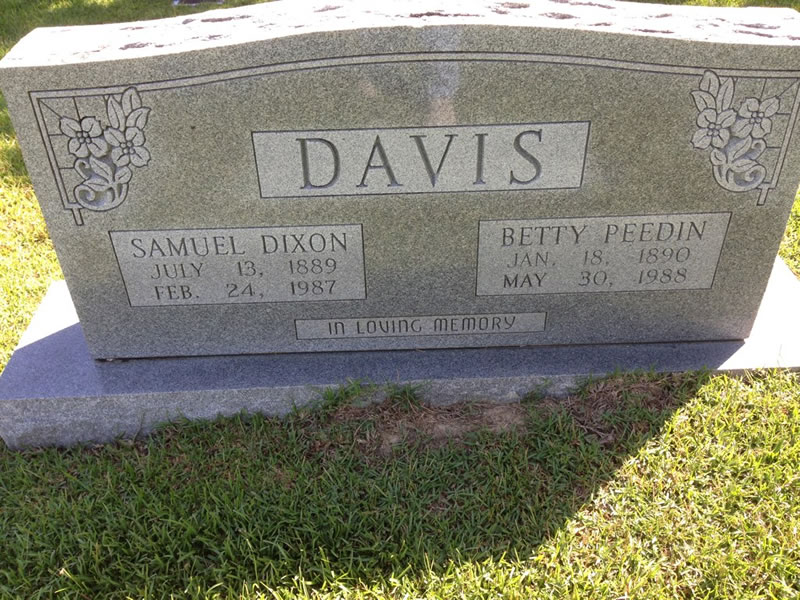 DAVIS
SAMUEL DIXON
JULY 13, 1889
FEB. 24, 1987
BETTY PEEDIN
JAN. 18, 1890
MAY 30, 1988
IN LOVING MEMORY